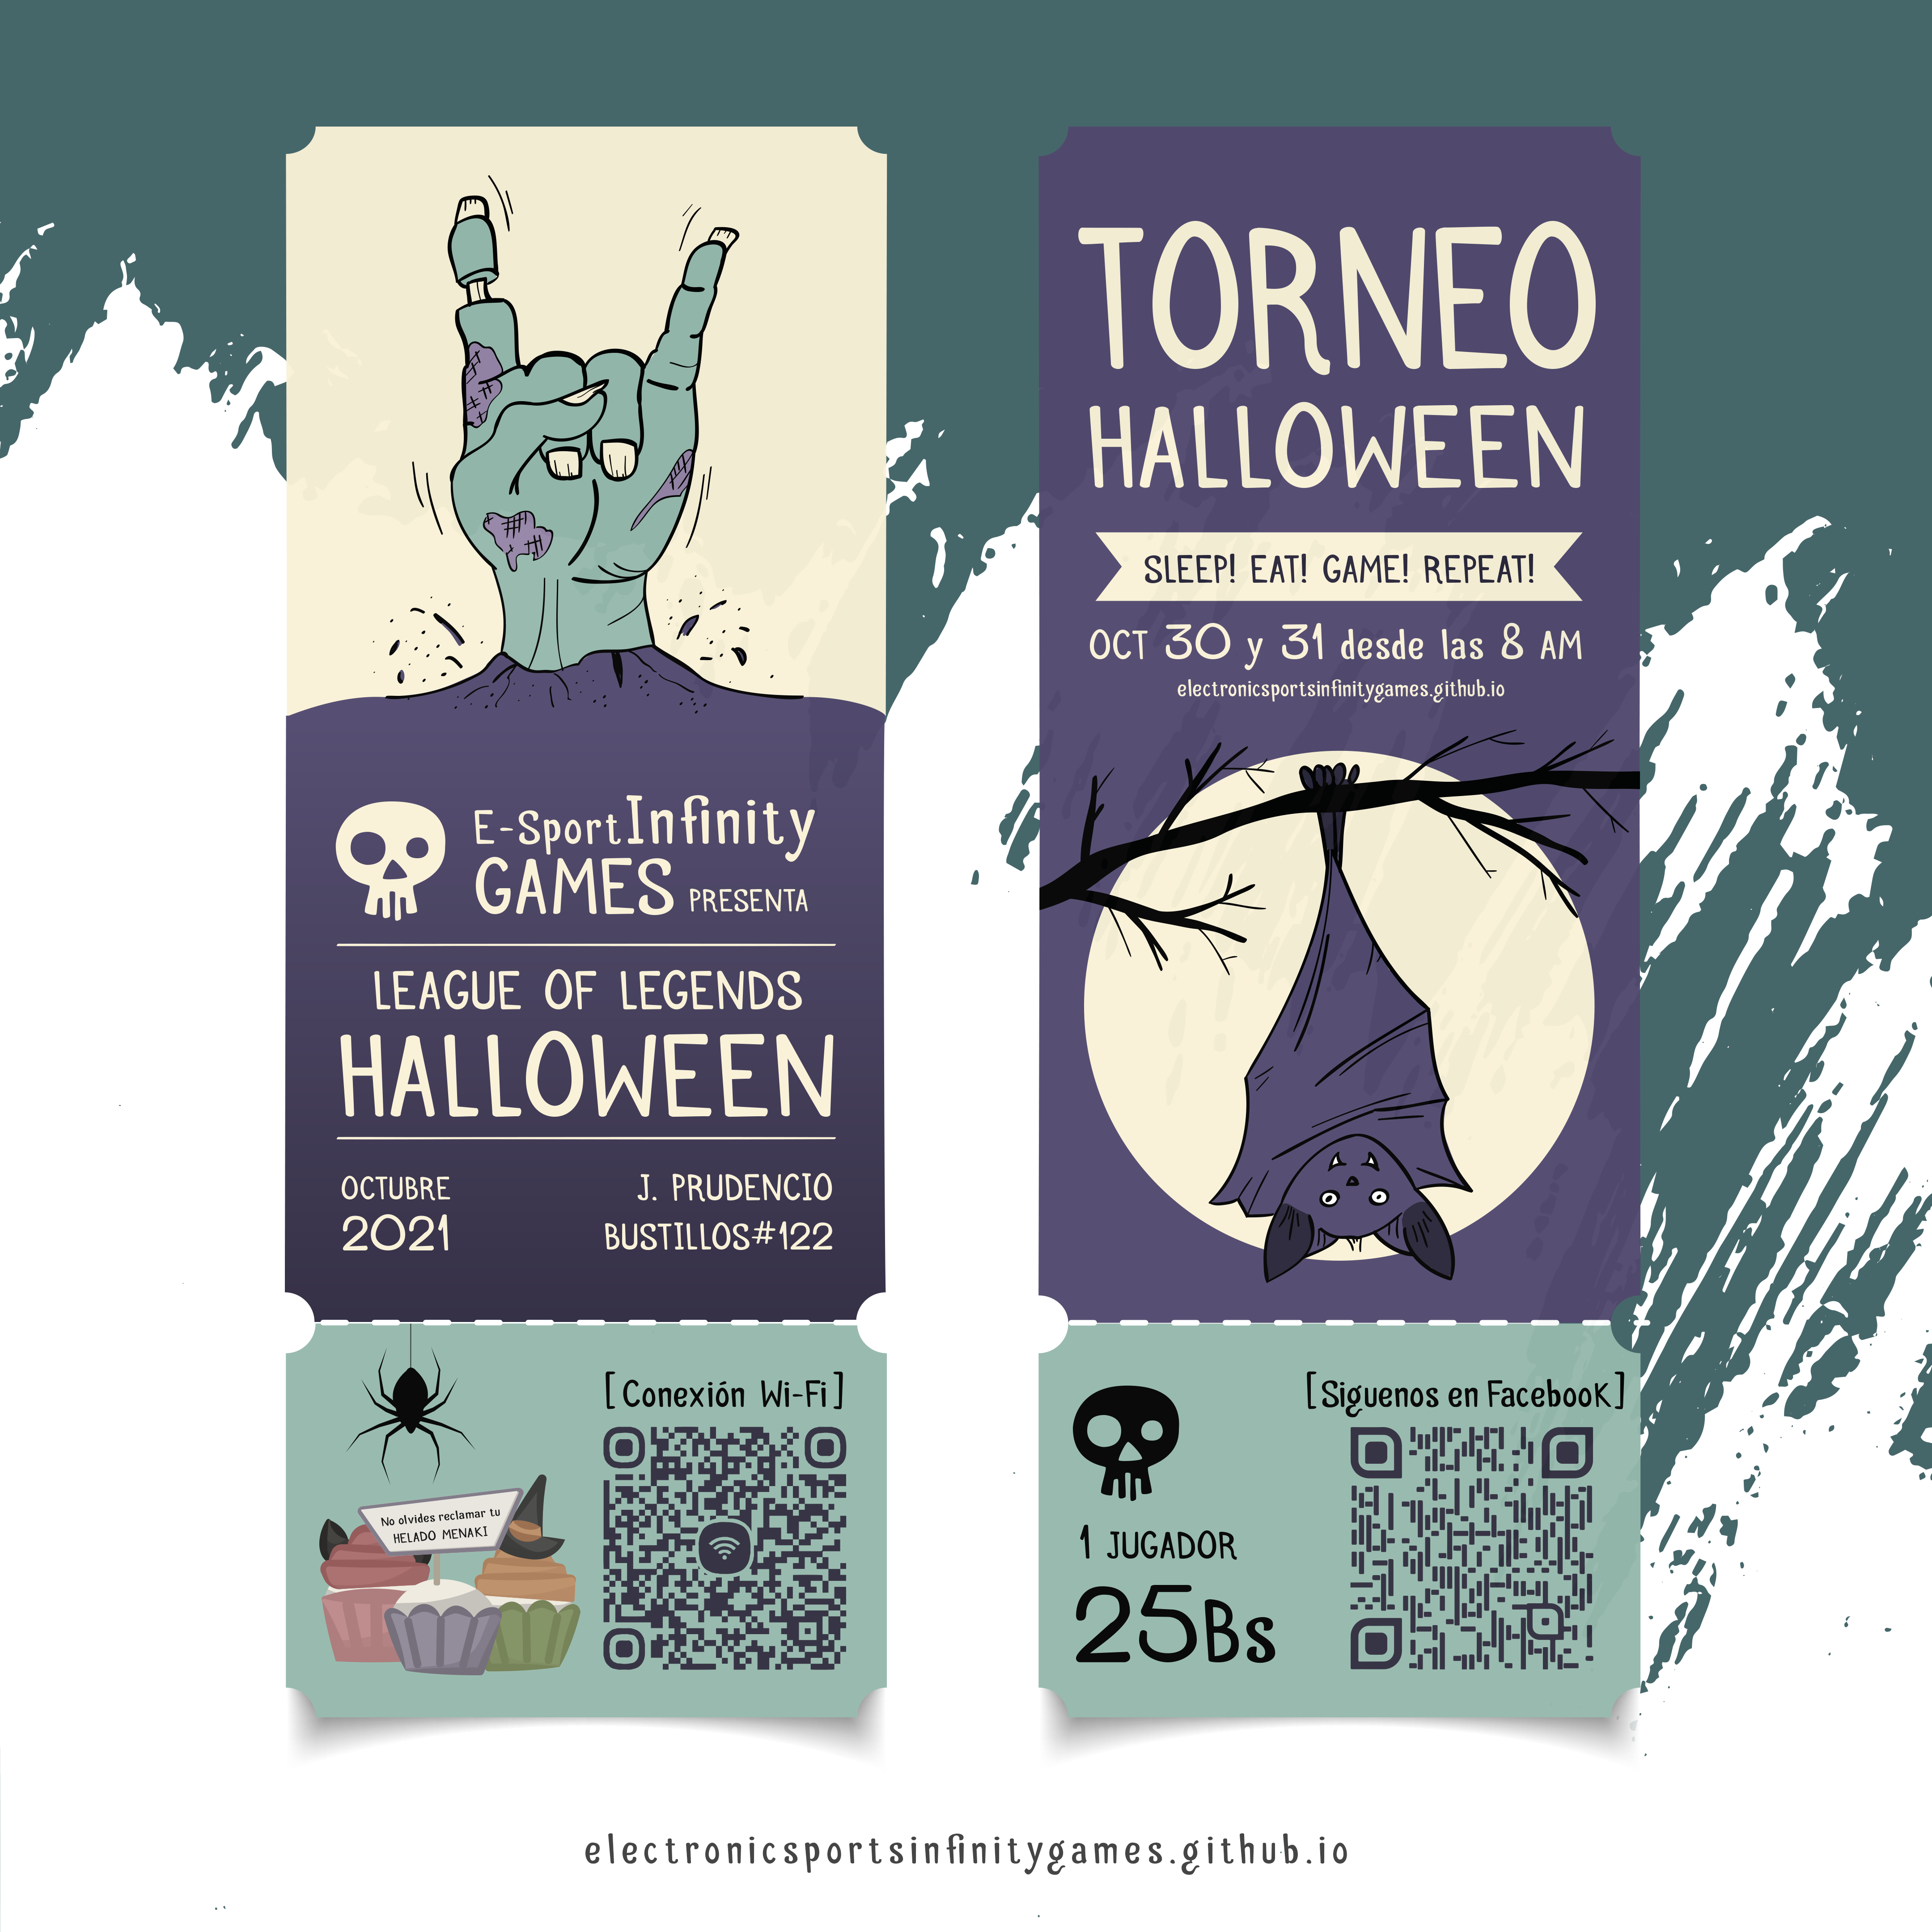 E-Sport Infinity
GAMES PRESENTA
LEAGUE OF LEGENDS
HALLOWEEN
OCTUBRE
2021
J. PRUDENCIO
BUSTILLOS#122
[Conexión Wi-Fi]
No olvides reclamar tu
HELADO MENAKI
TORNEO
HALLOWEEN
SLEEP! EAT! GAME! REPEAT!
OCT 30 y 31 desde las 8 AM
electronicsportsinfinitygames.github.io
[Siguenos en FacebooK]
1 JUGADOR
25Bs
electronicsportsinfinitygames.github.io